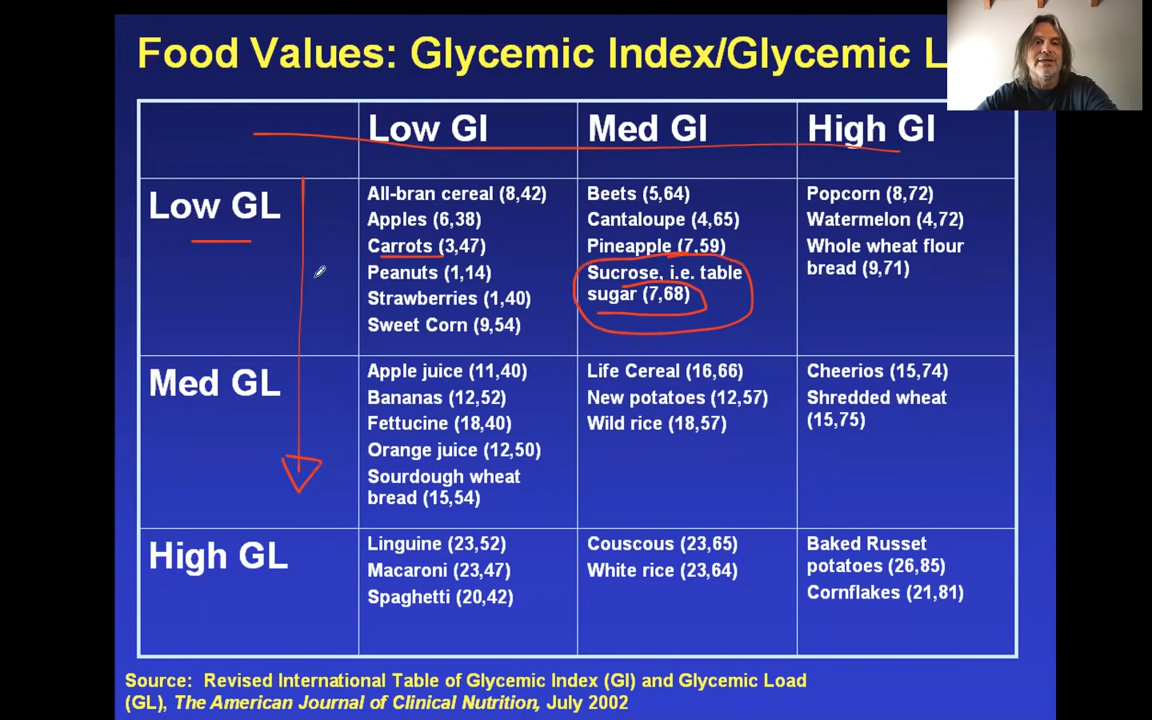 Food Values: Glycemic Index/Glycemic L
Low GI
Med GI
High GI
Low GL
All-bran cereal (8,42)
Apples (6,38)
Carrots (3,47)
Peanuts (1,14)
Strawberries (1,40)
Sweet Corn (9,54)
Beets (5,64)
Cantaloupe (4,65)
Pineapple (7,59)
Sucrose, i.e. table
sugar (7,68)
Popcorn (8,72)
Watermelon (4,72)
Whole wheat flour
bread (9,71)
Med GL
Apple juice (11,40)
Bananas (12,52)
Fettucine (18,40)
Orange juice (12,50)
Sourdough wheat
bread (15,54)
Life Cereal (16,66)
New potatoes (12,57)
Wild rice (18,57)
Cheerios (15,74)
Shredded wheat
(15,75)
High GL
Linguine (23,52)
Macaroni (23,47)
Spaghetti (20,42)
Couscous (23,65)
White rice (23,64)
Baked Russet
potatoes (26,85)
Cornflakes (21,81)
Source: Revised International Table of Glycemic Index (GI) and Glycemic Load
(GL), The American Journal of Clinical Nutrition, July 2002